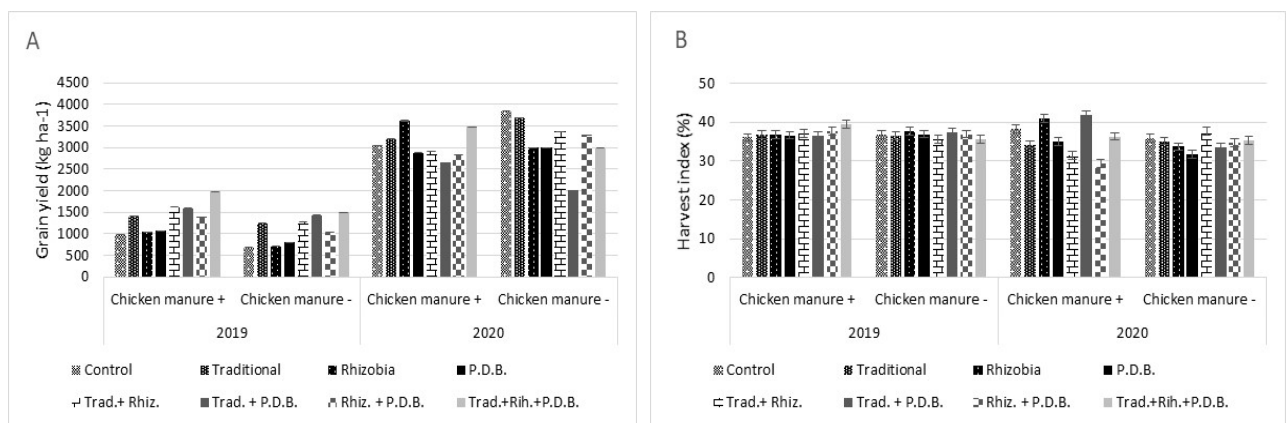 A
Grain yield (kg ha-1)
4500
4000
3500
3000
2500
2000
1500
1000
500
0
Chicken manure + Chicken manure - Chicken manure + Chicken manure -
2019 2020
Control Traditional Rhizobia P.D.B.
Trad.+ Rhiz. Trad. + P.D.B. Rhiz. + P.D.B. Trad.+Rih.+P.D.B.
B
Harvest index (%)
50
40
30
20
10
0
Chicken manure + Chicken manure - Chicken manure + Chicken manure -
2019 2020
Control Traditional Rhizobia P.D.B.
Trad.+ Rhiz. Trad. + P.D.B. Rhiz. + P.D.B. Trad.+Rih.+P.D.B.